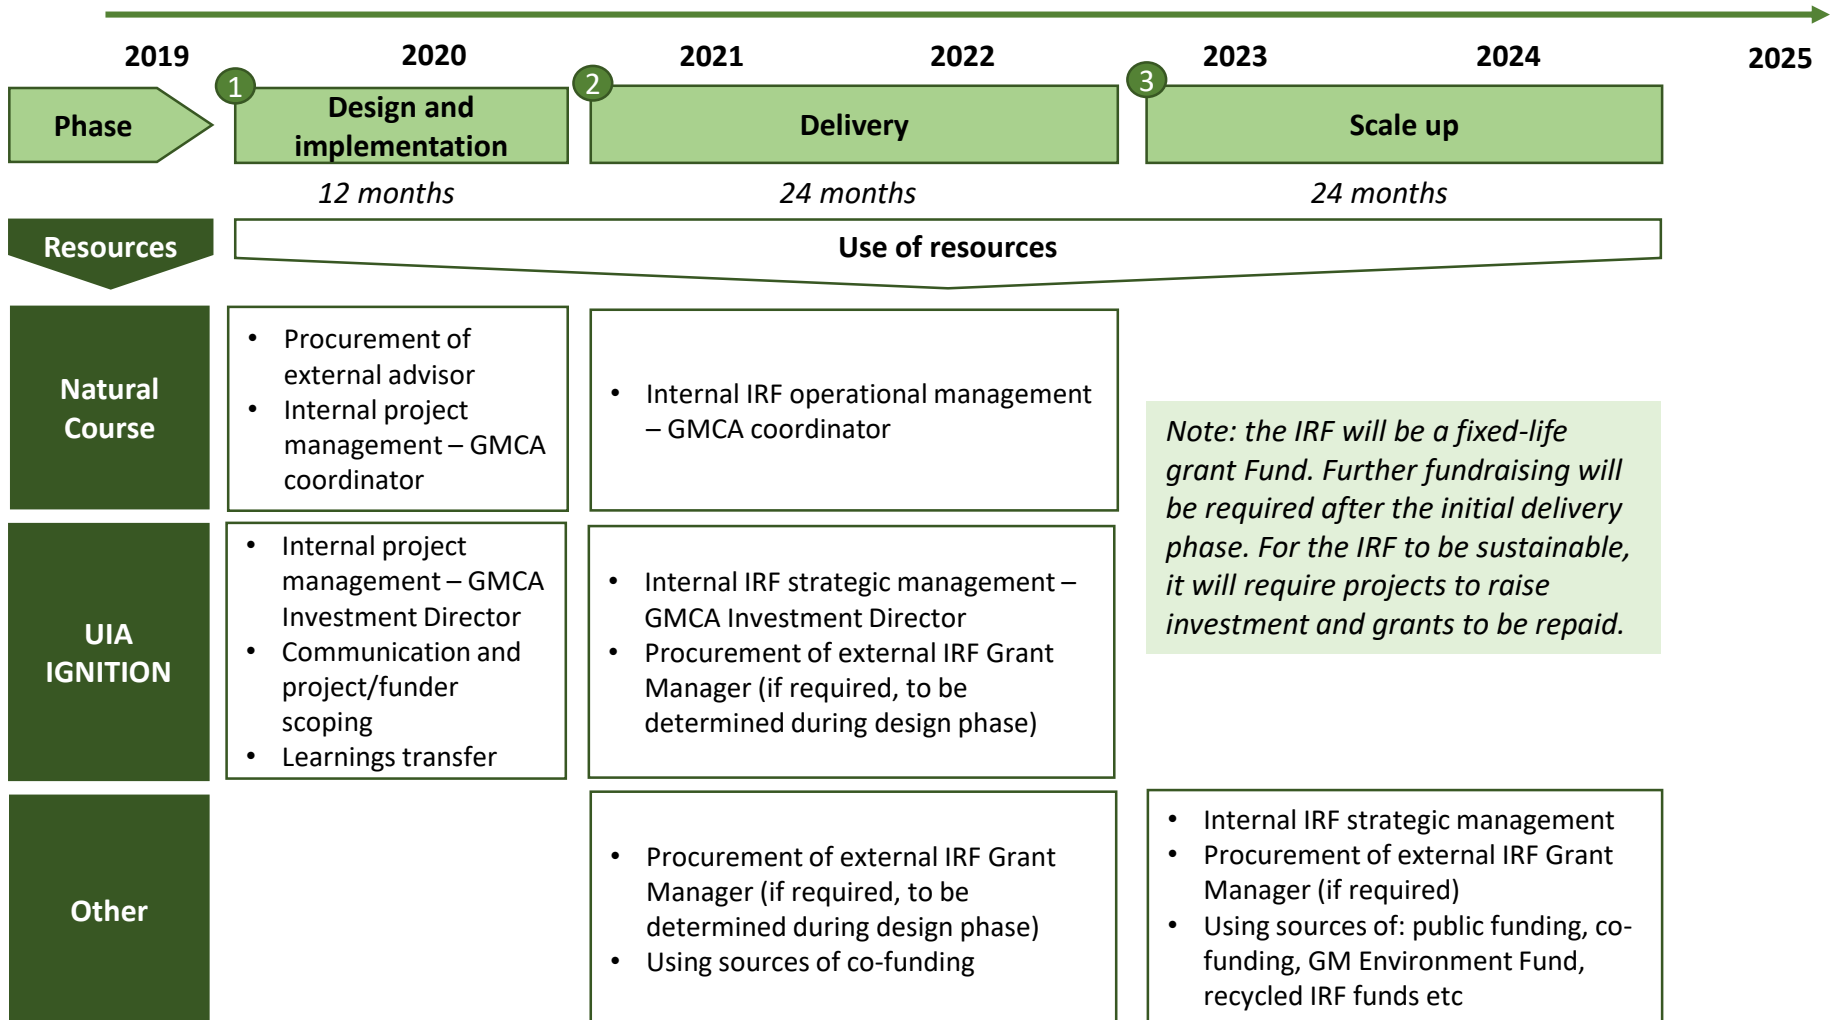 2019 2020 2021 2022 2023 2024 2025
1 2 3
Phase
Design and
implementation
Delivery
Scale up
12 months 24 months 24 months
Resources
Use of resources
Natural
Course
• Procurement of
external advisor
• Internal project
management – GMCA
coordinator
• Internal IRF operational management
– GMCA coordinator
Note: the IRF will be a fixed-life
grant Fund. Further fundraising will
be required after the initial delivery
phase. For the IRF to be sustainable,
it will require projects to raise
investment and grants to be repaid.
UIA
IGNITION
• Internal project
management – GMCA
Investment Director
• Communication and
project/funder
scoping
• Learnings transfer
• Internal IRF strategic management –
GMCA Investment Director
• Procurement of external IRF Grant
Manager (if required, to be
determined during design phase)
Other
• Procurement of external IRF Grant
Manager (if required, to be
determined during design phase)
• Using sources of co-funding
• Internal IRF strategic management
• Procurement of external IRF Grant
Manager (if required)
• Using sources of: public funding, co-
funding, GM Environment Fund,
recycled IRF funds etc